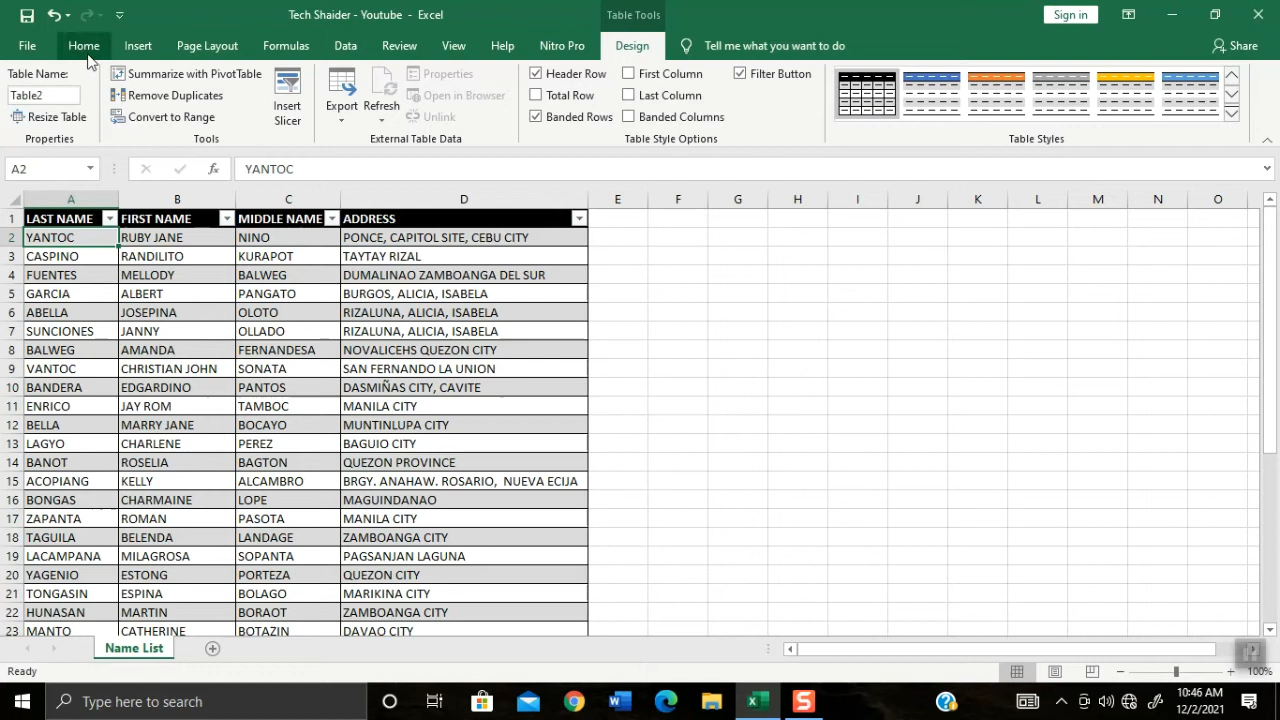 Tech Shaider - Youtube - Excel
Table Tools
Sign in
File Home Insert Page Layout Formulas Data Review View Help Nitro Pro Design Tell me what you want to do Share
Table Name:
Table2
Resize Table
Properties
Summarize with PivotTable
Remove Duplicates
Convert to Range
Insert
Slicer
Tools
Export
Refresh
Properties
Open in Browser
Unlink
External Table Data
Header Row First Column Filter Button
Total Row Last Column
Banded Rows Banded Columns
Table Style Options
Table Styles
A2 fx YANTOC
A B C D E F G H I J K L M N O
1 LAST NAME FIRST NAME MIDDLE NAME ADDRESS
2 YANTOC RUBY JANE NINO PONCE, CAPITOL SITE, CEBU CITY
3 CASPINO RANDILITO KURAPOT TAYTAY RIZAL
4 FUENTES MELLODY BALWEG DUMALINAO ZAMBOANGA DEL SUR
5 GARCIA ALBERT PANGATO BURGOS, ALICIA, ISABELA
6 ABELLA JOSEPINA OLOTO RIZALUNA, ALICIA, ISABELA
7 SUNCIONES JANNY OLLADO RIZALUNA, ALICIA, ISABELA
8 BALWEG AMANDA FERNANDESA NOVALICEHS QUEZON CITY
9 VANTOC CHRISTIAN JOHN SONATA SAN FERNANDO LA UNION
10 BANDERA EDGARDINO PANTOS DASMIÑAS CITY, CAVITE
11 ENRICO JAY ROM TAMBOC MANILA CITY
12 BELLA MARRY JANE BOCAYO MUNTINLUPA CITY
13 LAGYO CHARLENE PEREZ BAGUIO CITY
14 BANOT ROSELIA BAGTON QUEZON PROVINCE
15 ACOPIANG KELLY ALCAMBRO BRGY. ANAHAW. ROSARIO, NUEVA ECIJA
16 BONGAS CHARMAINE LOPE MAGUINDANAO
17 ZAPANTA ROMAN PASOTA MANILA CITY
18 TAGUILA BELENDA LANDAGE ZAMBOANGA CITY
19 LACAMPANA MILAGROSA SOPANTA PAGSANJAN LAGUNA
20 YAGENIO ESTONG PORTEZA QUEZON CITY
21 TONGASIN ESPINA BOLAGO MARIKINA CITY
22 HUNASAN MARTIN BORAOT ZAMBOANGA CITY
23 MANTO CATHERINE BOTAZIN DAVAO CITY
Name List
Ready 100%
Type here to search
10:46 AM
12/2/2021